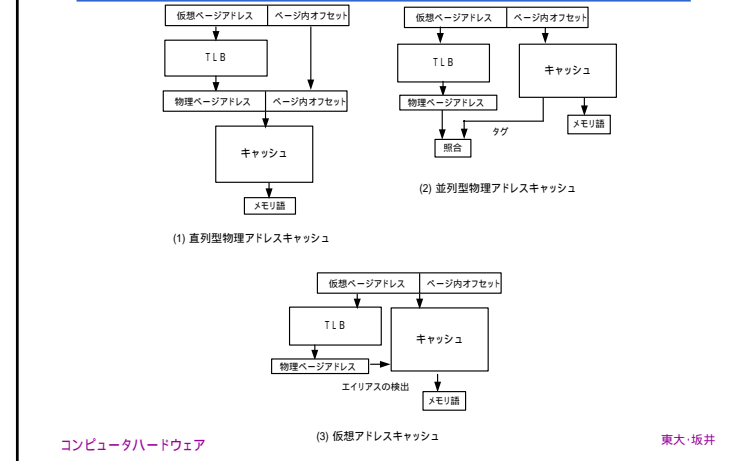 仮想ページアドレス ページ内オフセット
TLB
物理ページアドレス ページ内オフセット
キャッシュ
メモリ語
(1) 直列型物理アドレスキャッシュ
仮想ページアドレス ページ内オフセット
TLB
キャッシュ
物理ページアドレス
タグ
メモリ語
照合
(2) 並列型物理アドレスキャッシュ
仮想ページアドレス ページ内オフセット
TLB
キャッシュ
物理ページアドレス
エイリアスの検出
メモリ語
(3) 仮想アドレスキャッシュ
コンピュータハードウェア
東大・坂井